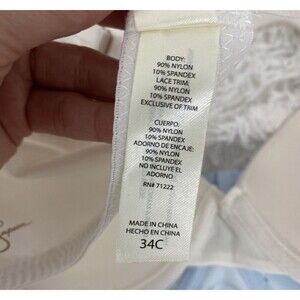 BODY:
90% NYLON
10% SPANDEX
LACE TRIM:
90% NYLON
10% SPANDEX
EXCLUSIVE OF TRIM
CUERPO:
90% NYLON
10% SPANDEX
ADORNO DE ENCAJE:
90% NYLON
10% SPANDEX
NO INCLUYE EL
ADORNO
RN# 71222
MADE IN CHINA
HECHO EN CHINA
34C